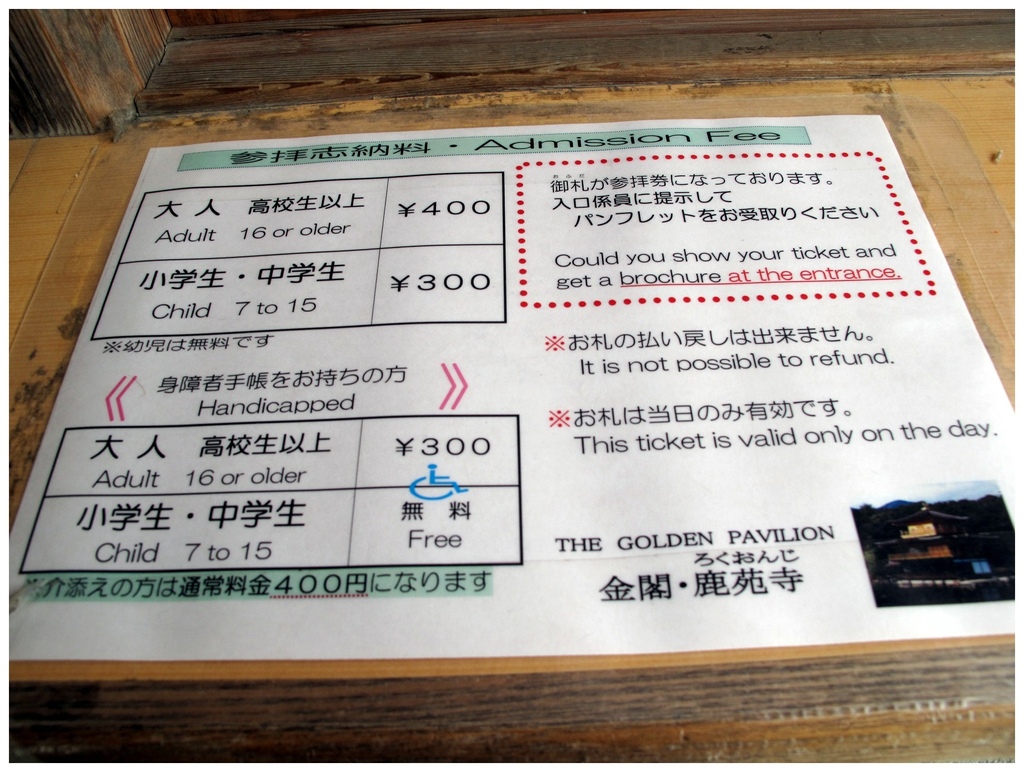 参拝志納料・Admission Fee
大人 高校生以上 ￥400
Adult 16 or older
小学生・中学生 ￥300
Child 7 to 15
※幼児は無料です
《 身障者手帳をお持ちの方 》
Handicapped
大人 高校生以上 ￥300
Adult 16 or older
小学生・中学生 無料
Child 7 to 15 Free
※介添えの方は通常料金400円になります
おふだ
御札が参拝券になっております。
入口係員に提示して
パンフレットをお受取りください
Could you show your ticket and
get a brochure at the entrance.
※お札の払い戻しは出来ません。
It is not possible to refund.
※お札は当日のみ有効です。
This ticket is valid only on the day.
THE GOLDEN PAVILION
ろくおんじ
金閣・鹿苑寺